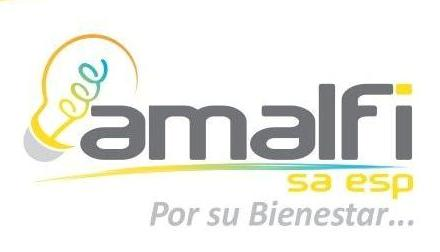 amalfi
sa esp
Por su Bienestar...